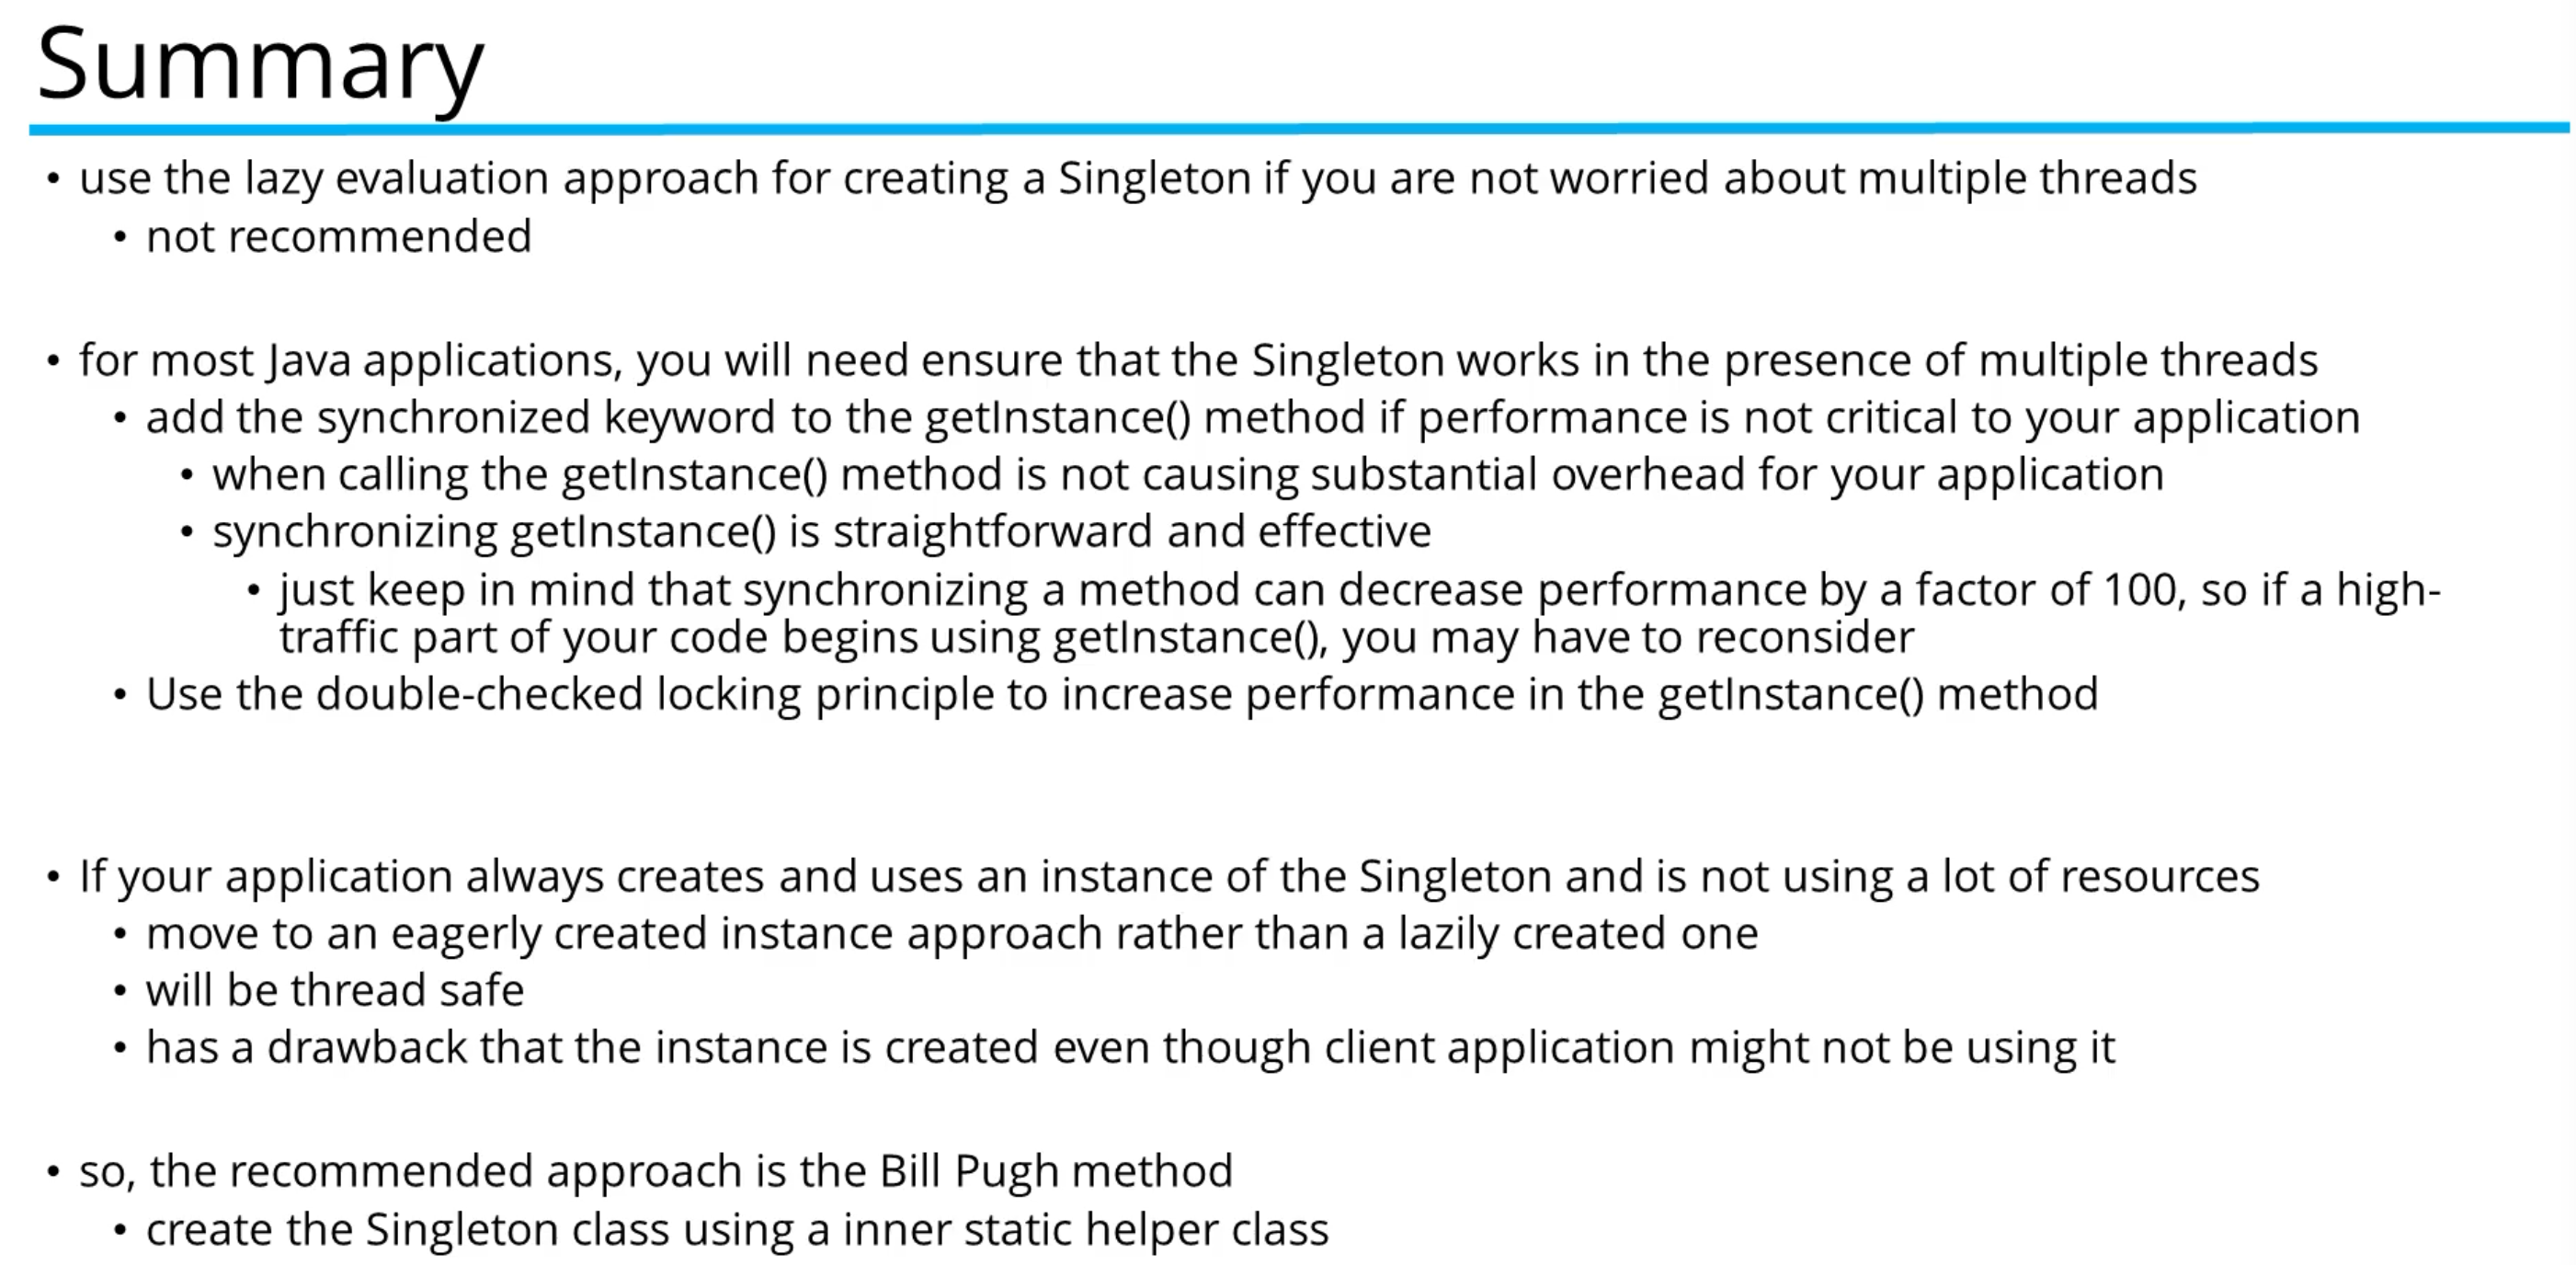 Summary
• use the lazy evaluation approach for creating a Singleton if you are not worried about multiple threads
• not recommended
• for most Java applications, you will need ensure that the Singleton works in the presence of multiple threads
• add the synchronized keyword to the getInstance() method if performance is not critical to your application
• when calling the getInstance() method is not causing substantial overhead for your application
• synchronizing getInstance() is straightforward and effective
• just keep in mind that synchronizing a method can decrease performance by a factor of 100, so if a high-
traffic part of your code begins using getInstance(), you may have to reconsider
• Use the double-checked locking principle to increase performance in the getInstance() method
• If your application always creates and uses an instance of the Singleton and is not using a lot of resources
• move to an eagerly created instance approach rather than a lazily created one
• will be thread safe
• has a drawback that the instance is created even though client application might not be using it
• so, the recommended approach is the Bill Pugh method
• create the Singleton class using a inner static helper class